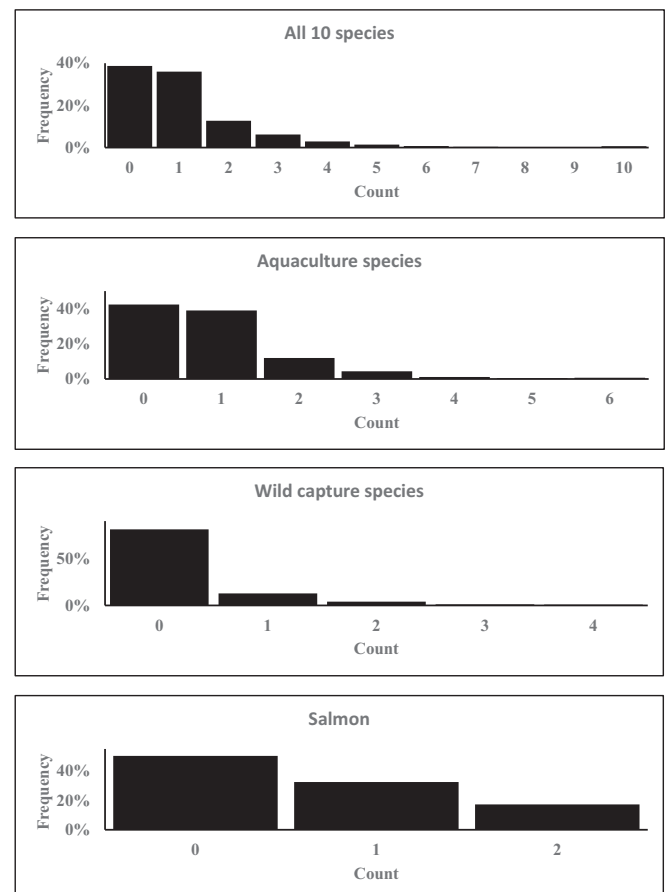 All 10 species
Frequency
40%
20%
0%
0 1 2 3 4 5 6 7 8 9 10
Count
Aquaculture species
Frequency
40%
20%
0%
0 1 2 3 4 5 6
Count
Wild capture species
Frequency
50%
0%
0 1 2 3 4
Count
Salmon
Frequency
40%
20%
0%
0 1 2
Count